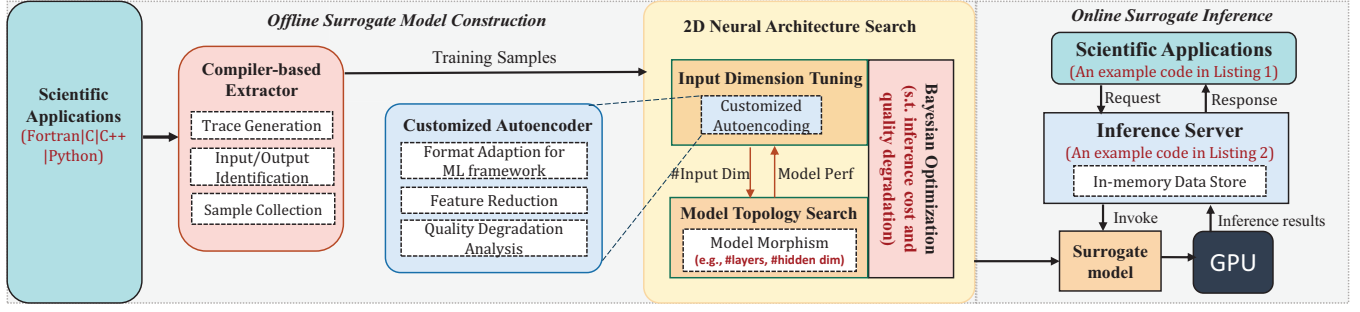 Offline Surrogate Model Construction
Scientific
Applications
(Fortran|C|C++
|Python)
Compiler-based
Extractor
Trace Generation
Input/Output
Identification
Sample Collection
Training Samples
Customized Autoencoder
Format Adaption for
ML framework
Feature Reduction
Quality Degradation
Analysis
2D Neural Architecture Search
Input Dimension Tuning
Customized
Autoencoding
#Input Dim
Model Perf
Model Topology Search
Model Morphism
(e.g., #layers, #hidden dim)
Bayesian Optimization
(s.t. inference cost and
quality degradation)
Online Surrogate Inference
Scientific Applications
(An example code in Listing 1)
Request
Response
Inference Server
(An example code in Listing 2)
In-memory Data Store
Invoke
Inference results
Surrogate
model
GPU